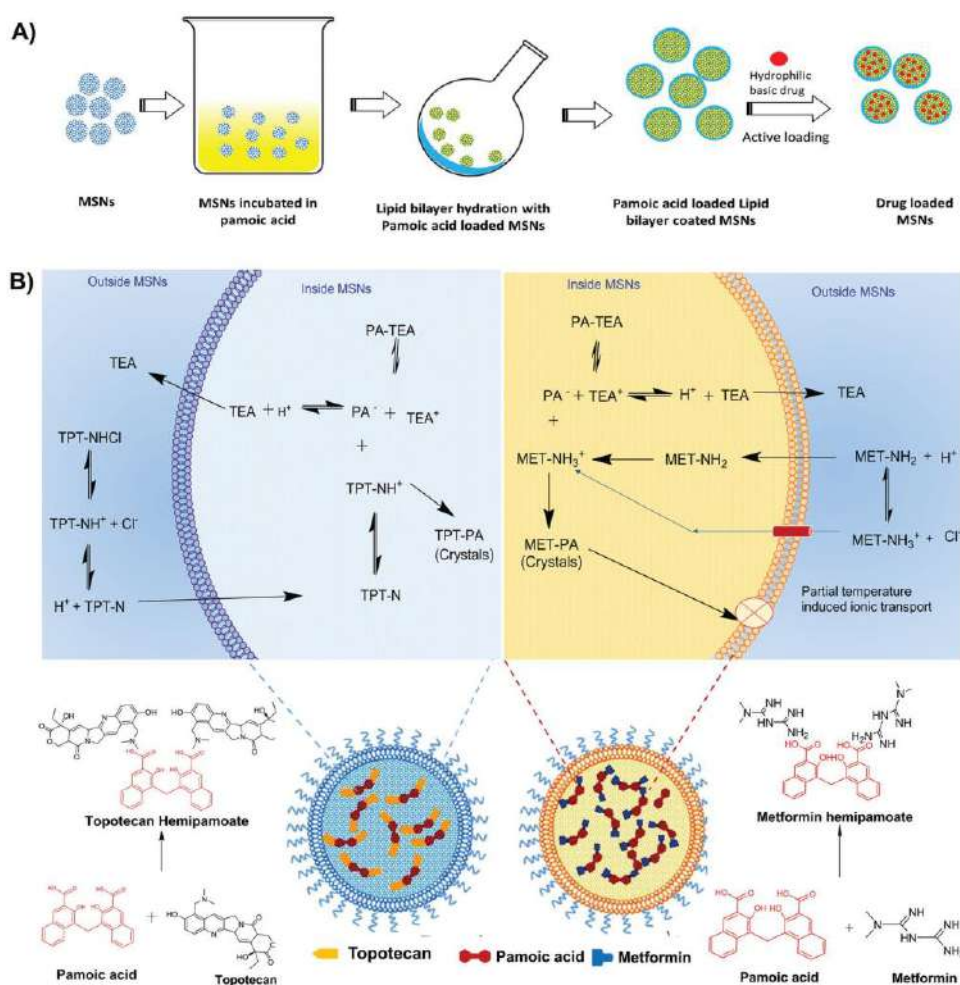 A)
MSNs
MSNs incubated in
pamoic acid
Lipid bilayer hydration with
Pamoic acid loaded MSNs
Pamoic acid loaded Lipid
bilayer coated MSNs
Hydrophilic
basic drug
Active loading
Drug loaded
MSNs
B)
Outside MSNs
Inside MSNs
PA-TEA
TEA
TEA + H⁺
PA⁻ + TEA⁺
+
TPT-NHCl
TPT-NH⁺
TPT-NH⁺ + Cl⁻
TPT-PA
(Crystals)
H⁺ + TPT-N
TPT-N
Inside MSNs
Outside MSNs
PA-TEA
PA⁻ + TEA⁺
H⁺ + TEA
TEA
+
MET-NH₃⁺
MET-NH₂
MET-NH₂ + H⁺
MET-PA
(Crystals)
MET-NH₃⁺ + Cl⁻
Partial temperature
induced ionic transport
Topotecan Hemipamoate
Metformin hemipamoate
+
Pamoic acid
Topotecan
Topotecan
Pamoic acid
Metformin
+
Pamoic acid
Metformin